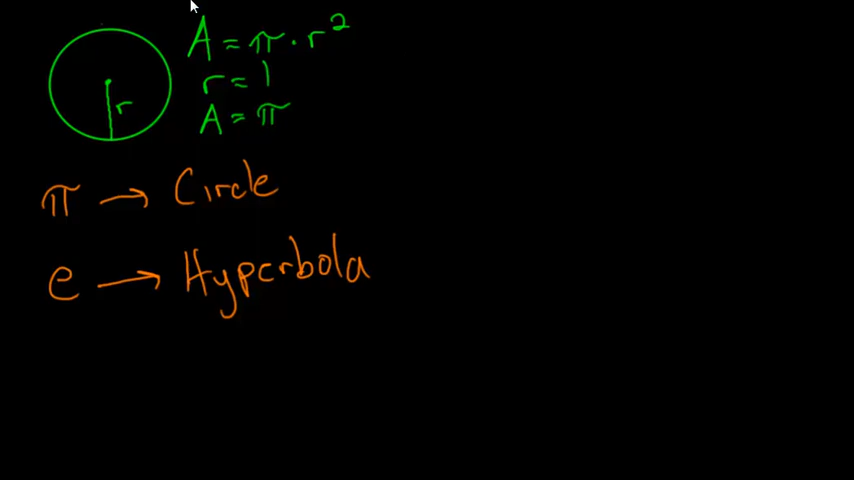 A = π · r²
r = 1
r
A = π
π → Circle
e → Hyperbola